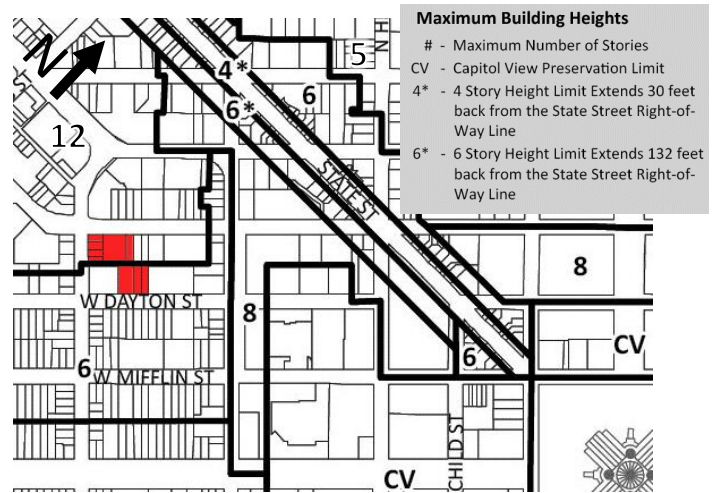 Maximum Building Heights
# - Maximum Number of Stories
CV - Capitol View Preservation Limit
4* - 4 Story Height Limit Extends 30 feet
back from the State Street Right-of-
Way Line
6* - 6 Story Height Limit Extends 132 feet
back from the State Street Right-of-
Way Line
N
5
N H
4*
6*
6
12
S
STATE ST
8
W DAYTON ST
8
CV
6
6
W MIFFLIN ST
CHILD ST
CV